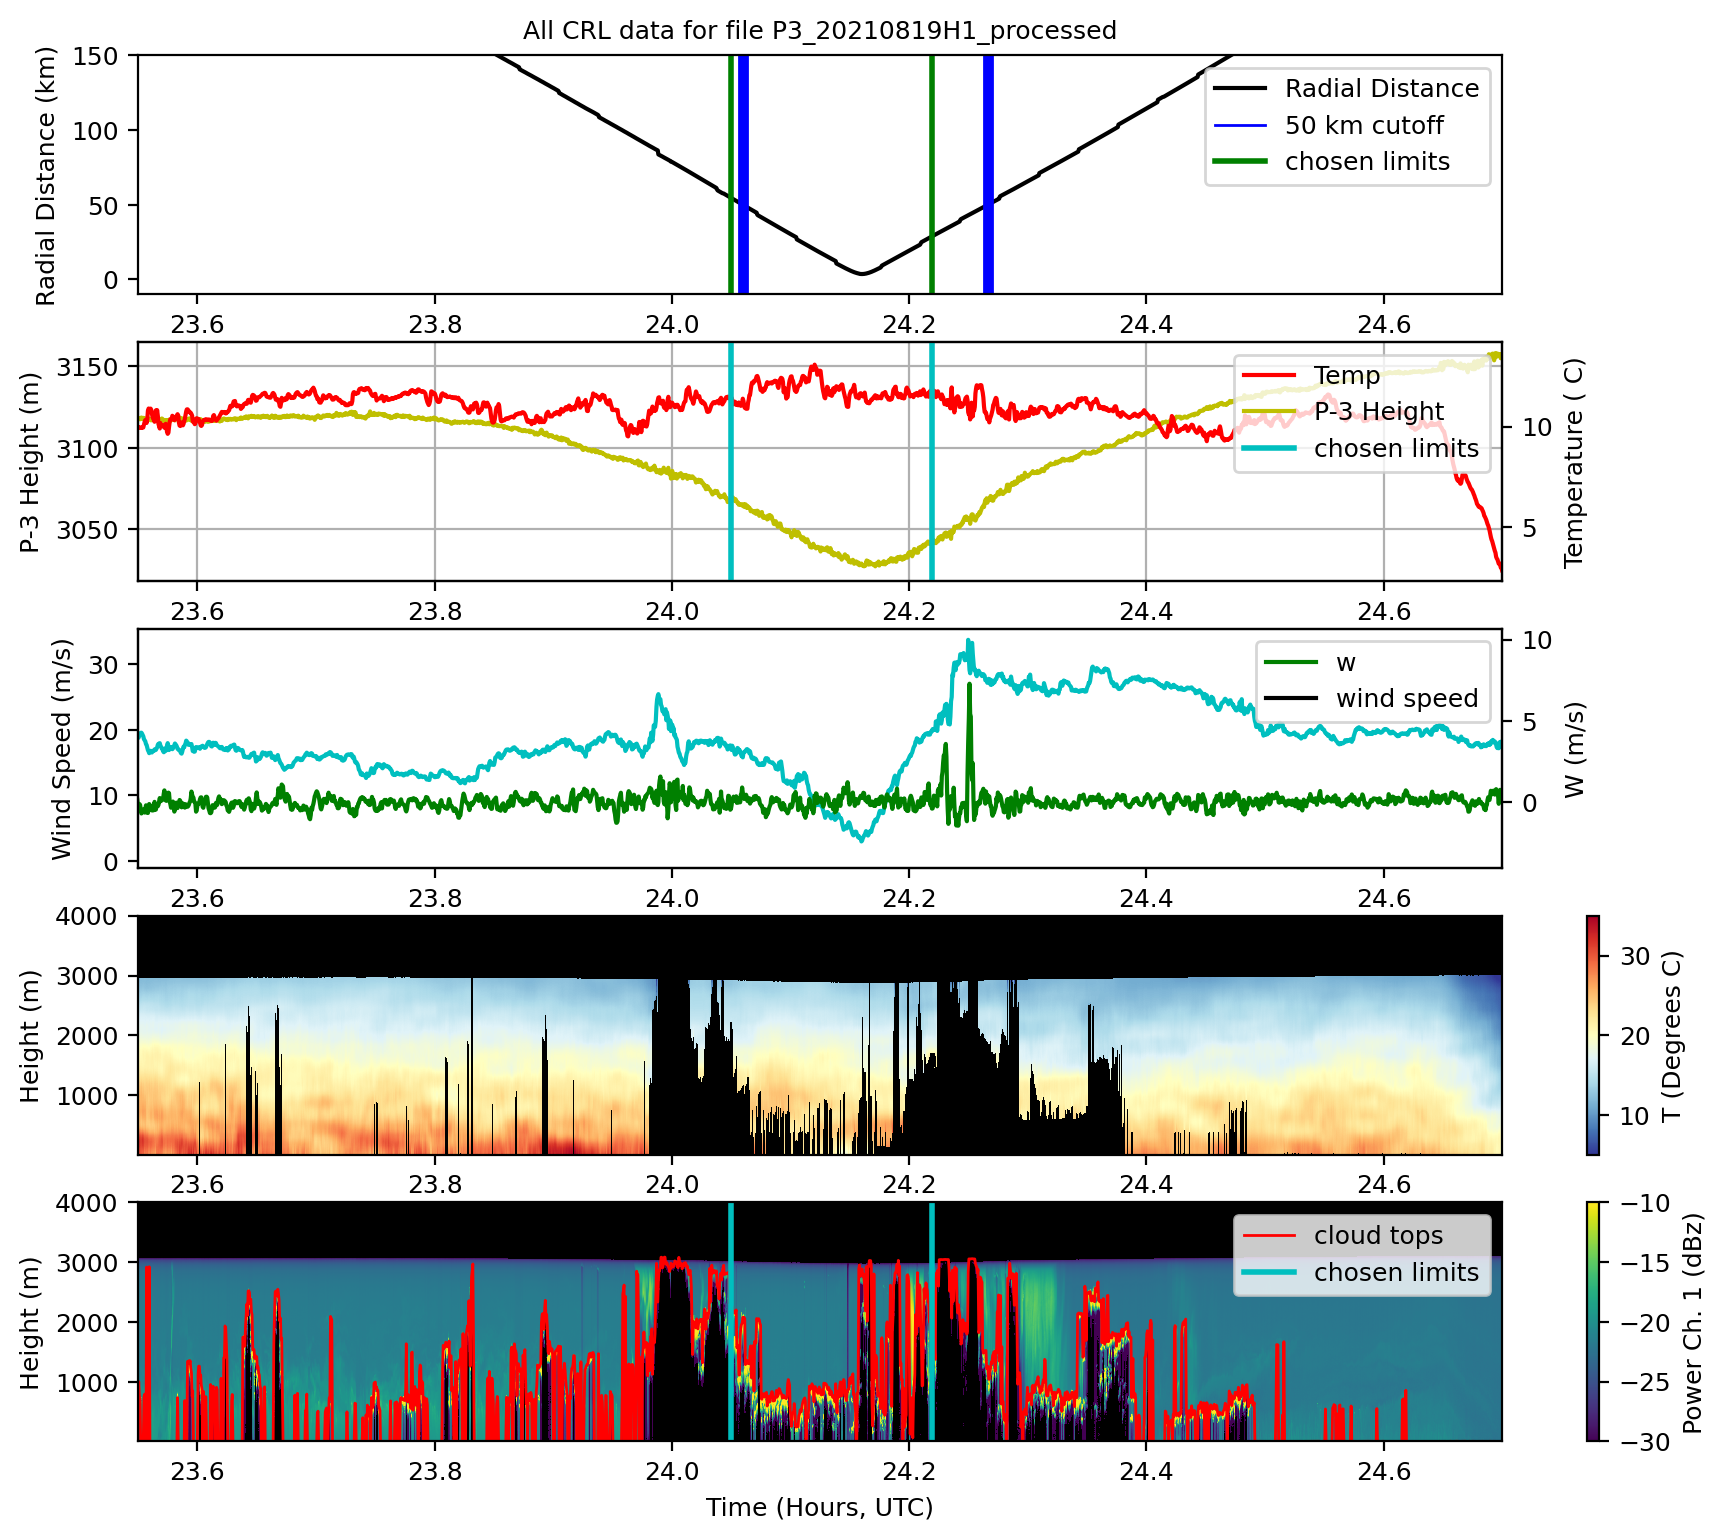 All CRL data for file P3_20210819H1_processed
150
100
50
0
Radial Distance (km)
Radial Distance
50 km cutoff
chosen limits
23.6 23.8 24.0 24.2 24.4 24.6
3150
3100
3050
P-3 Height (m)
Temp
P-3 Height
chosen limits
10
5
Temperature ( C)
23.6 23.8 24.0 24.2 24.4 24.6
30
20
10
0
Wind Speed (m/s)
w
wind speed
10
5
0
W (m/s)
23.6 23.8 24.0 24.2 24.4 24.6
4000
3000
2000
1000
Height (m)
30
20
10
T (Degrees C)
23.6 23.8 24.0 24.2 24.4 24.6
4000
3000
2000
1000
Height (m)
cloud tops
chosen limits
−10
−15
−20
−25
−30
Power Ch. 1 (dBz)
23.6 23.8 24.0 24.2 24.4 24.6
Time (Hours, UTC)